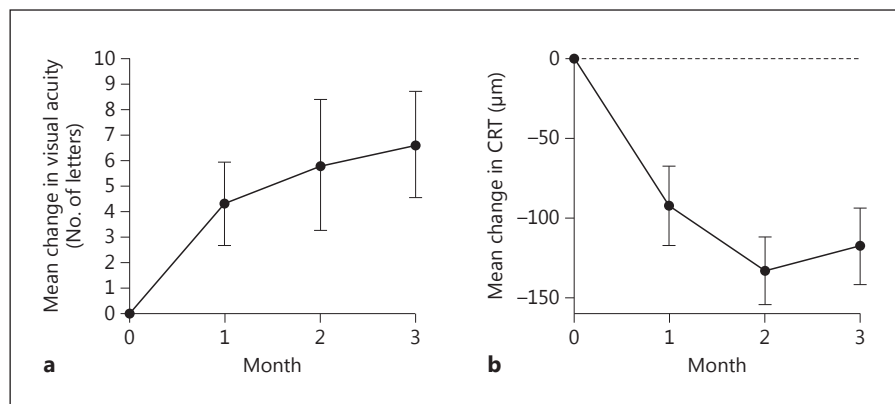 Mean change in visual acuity
(No. of letters)
10
9
8
7
6
5
4
3
2
1
0
0 1 2 3
Month
a
Mean change in CRT (μm)
0
–50
–100
–150
0 1 2 3
Month
b